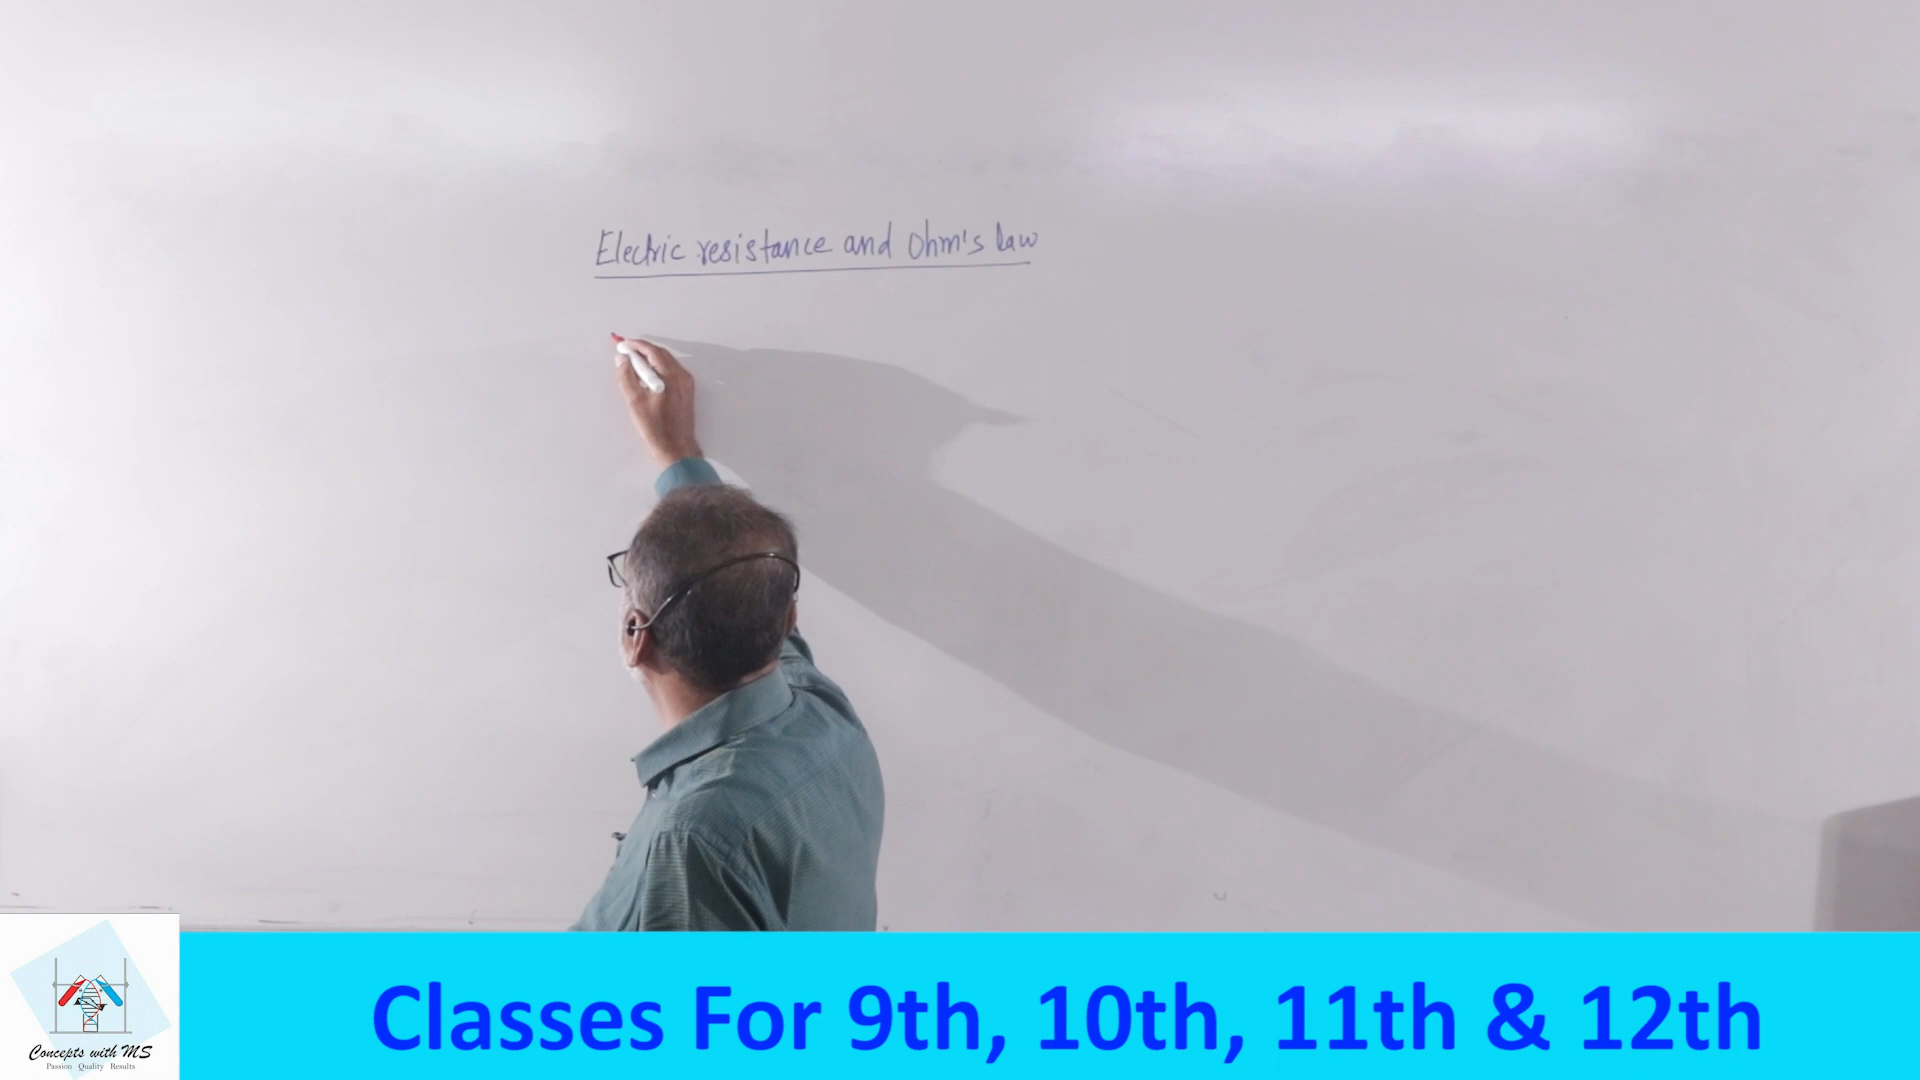 Electric resistance and Ohm's law
Classes For 9th, 10th, 11th & 12th
Concepts with MS
Passion Quality Results